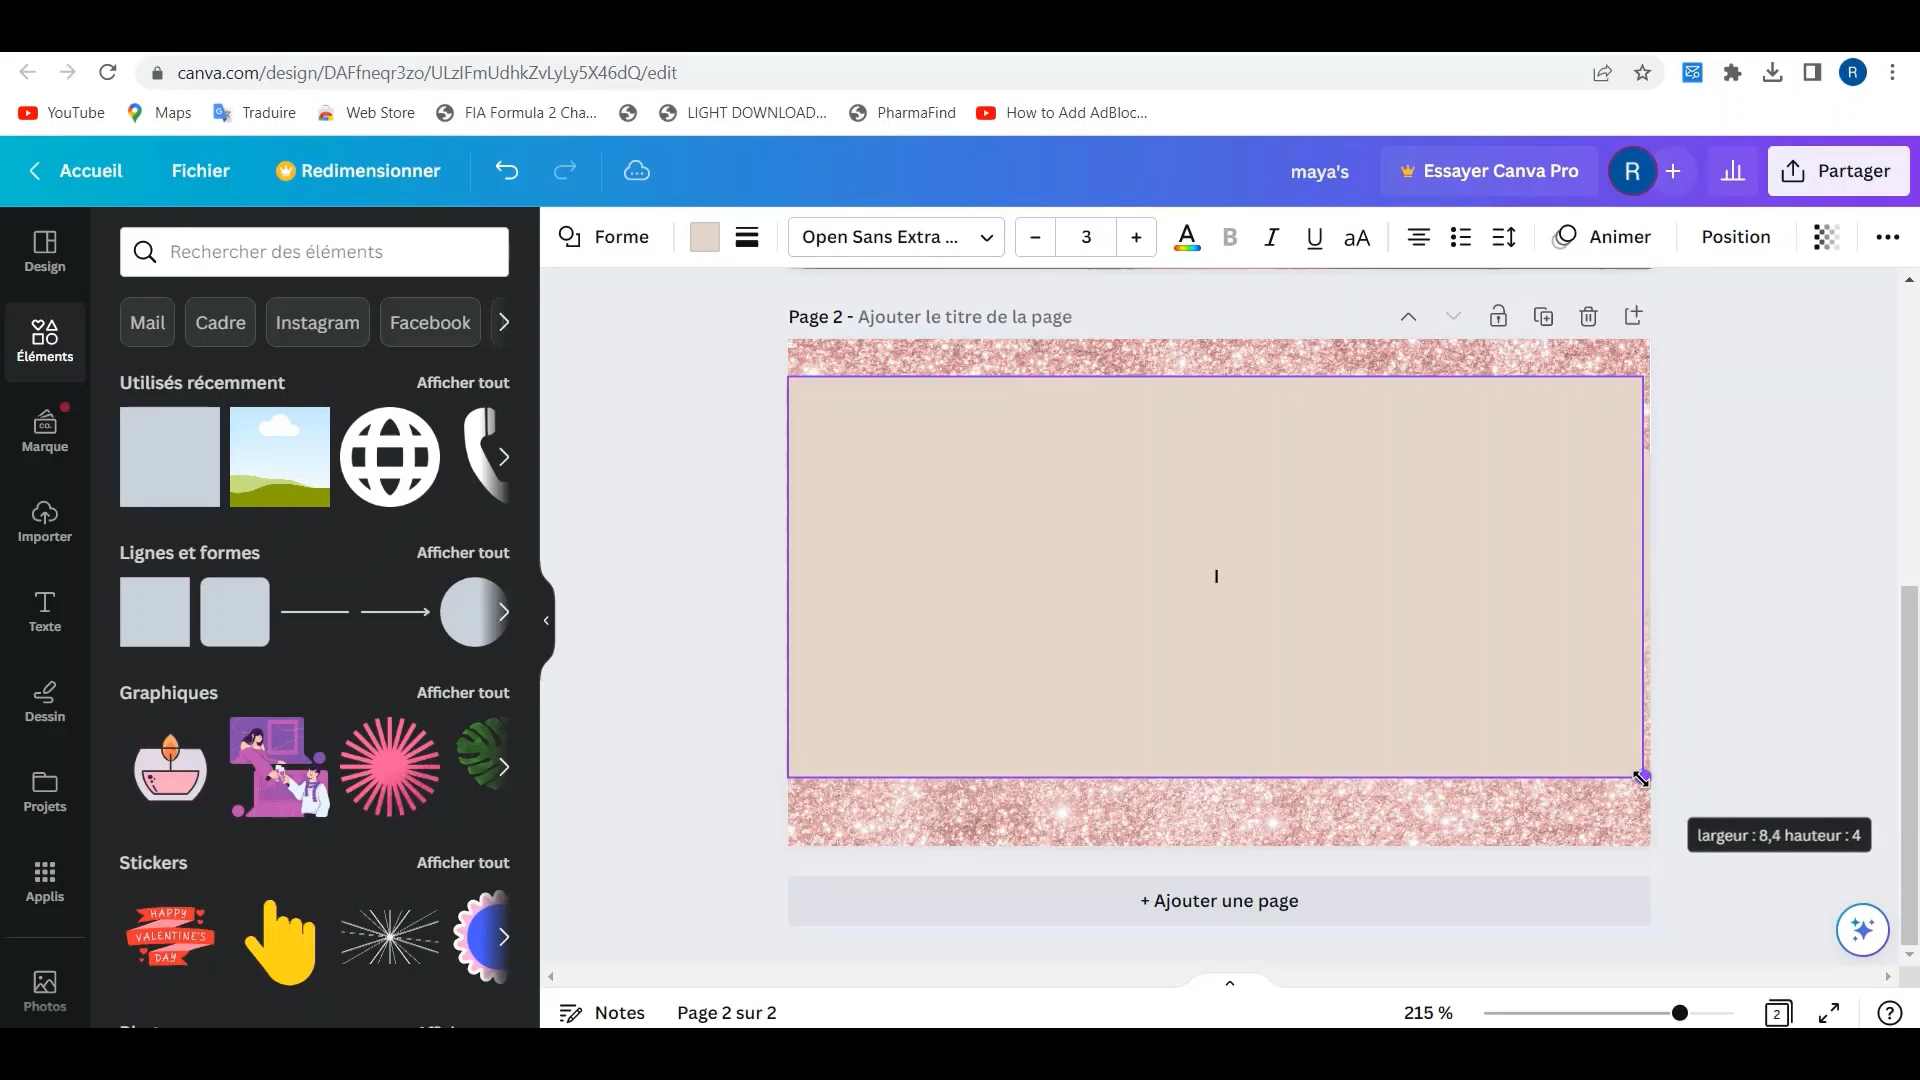 canva.com/design/DAFfneqr3zo/ULzIFmUdhkZvLyLy5X46dQ/edit
R
YouTube
Maps
Traduire
Web Store
FIA Formula 2 Cha...
LIGHT DOWNLOAD...
PharmaFind
How to Add AdBloc...
Accueil
Fichier
Redimensionner
maya's
Essayer Canva Pro
R
Partager
Design
Éléments
Marque
Importer
Texte
Dessin
Projets
Applis
Photos
Rechercher des éléments
Mail
Cadre
Instagram
Facebook
Utilisés récemment
Afficher tout
Lignes et formes
Afficher tout
Graphiques
Afficher tout
Stickers
Afficher tout
HAPPY
VALENTINE'S
DAY
Forme
Open Sans Extra ...
3
A
B
I
U
aA
Animer
Position
Page 2 - Ajouter le titre de la page
largeur : 8,4 hauteur : 4
+ Ajouter une page
Notes
Page 2 sur 2
215 %
2
?